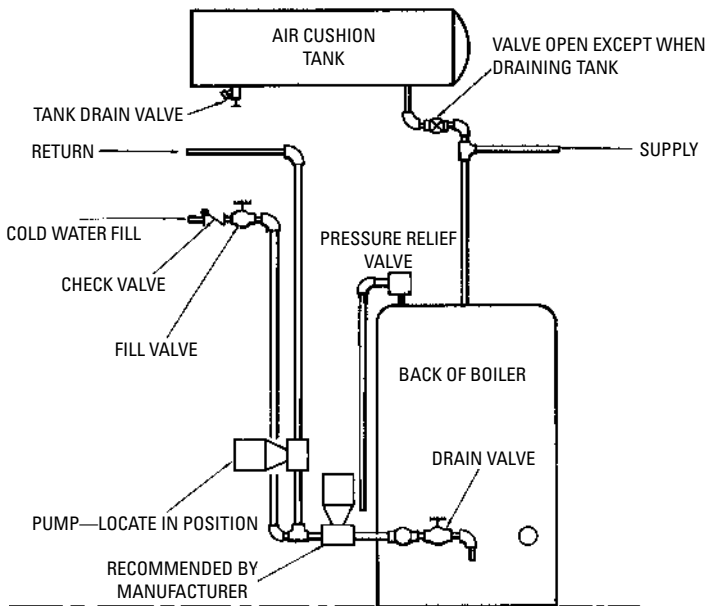 AIR CUSHION
TANK
VALVE OPEN EXCEPT WHEN
DRAINING TANK
TANK DRAIN VALVE
RETURN
SUPPLY
COLD WATER FILL
PRESSURE RELIEF
VALVE
CHECK VALVE
FILL VALVE
BACK OF BOILER
DRAIN VALVE
PUMP—LOCATE IN POSITION
RECOMMENDED BY
MANUFACTURER